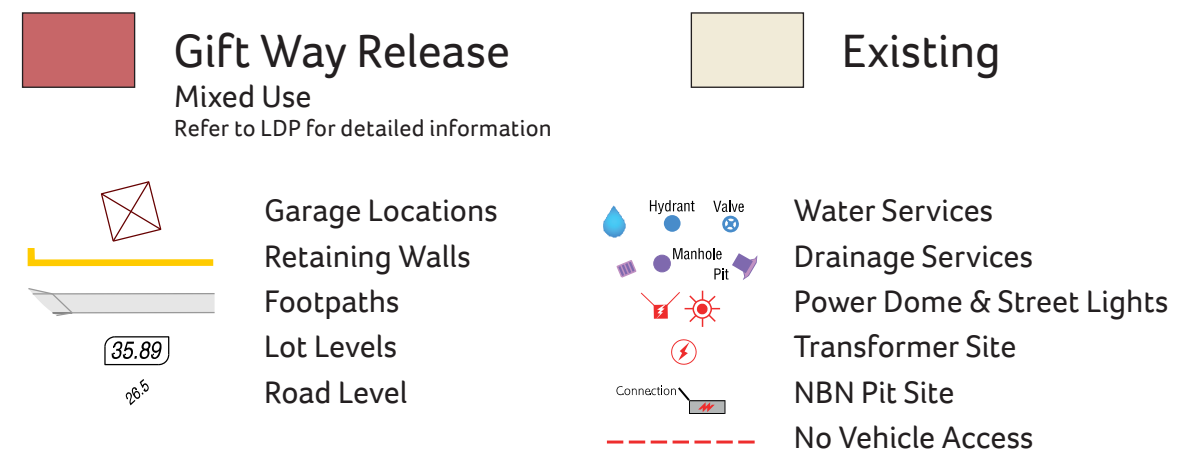 Gift Way Release
Mixed Use
Refer to LDP for detailed information
Existing
Garage Locations
Retaining Walls
Footpaths
35.89 Lot Levels
26.5 Road Level
Hydrant Valve Water Services
Manhole Pit Drainage Services
Power Dome & Street Lights
Transformer Site
Connection NBN Pit Site
No Vehicle Access